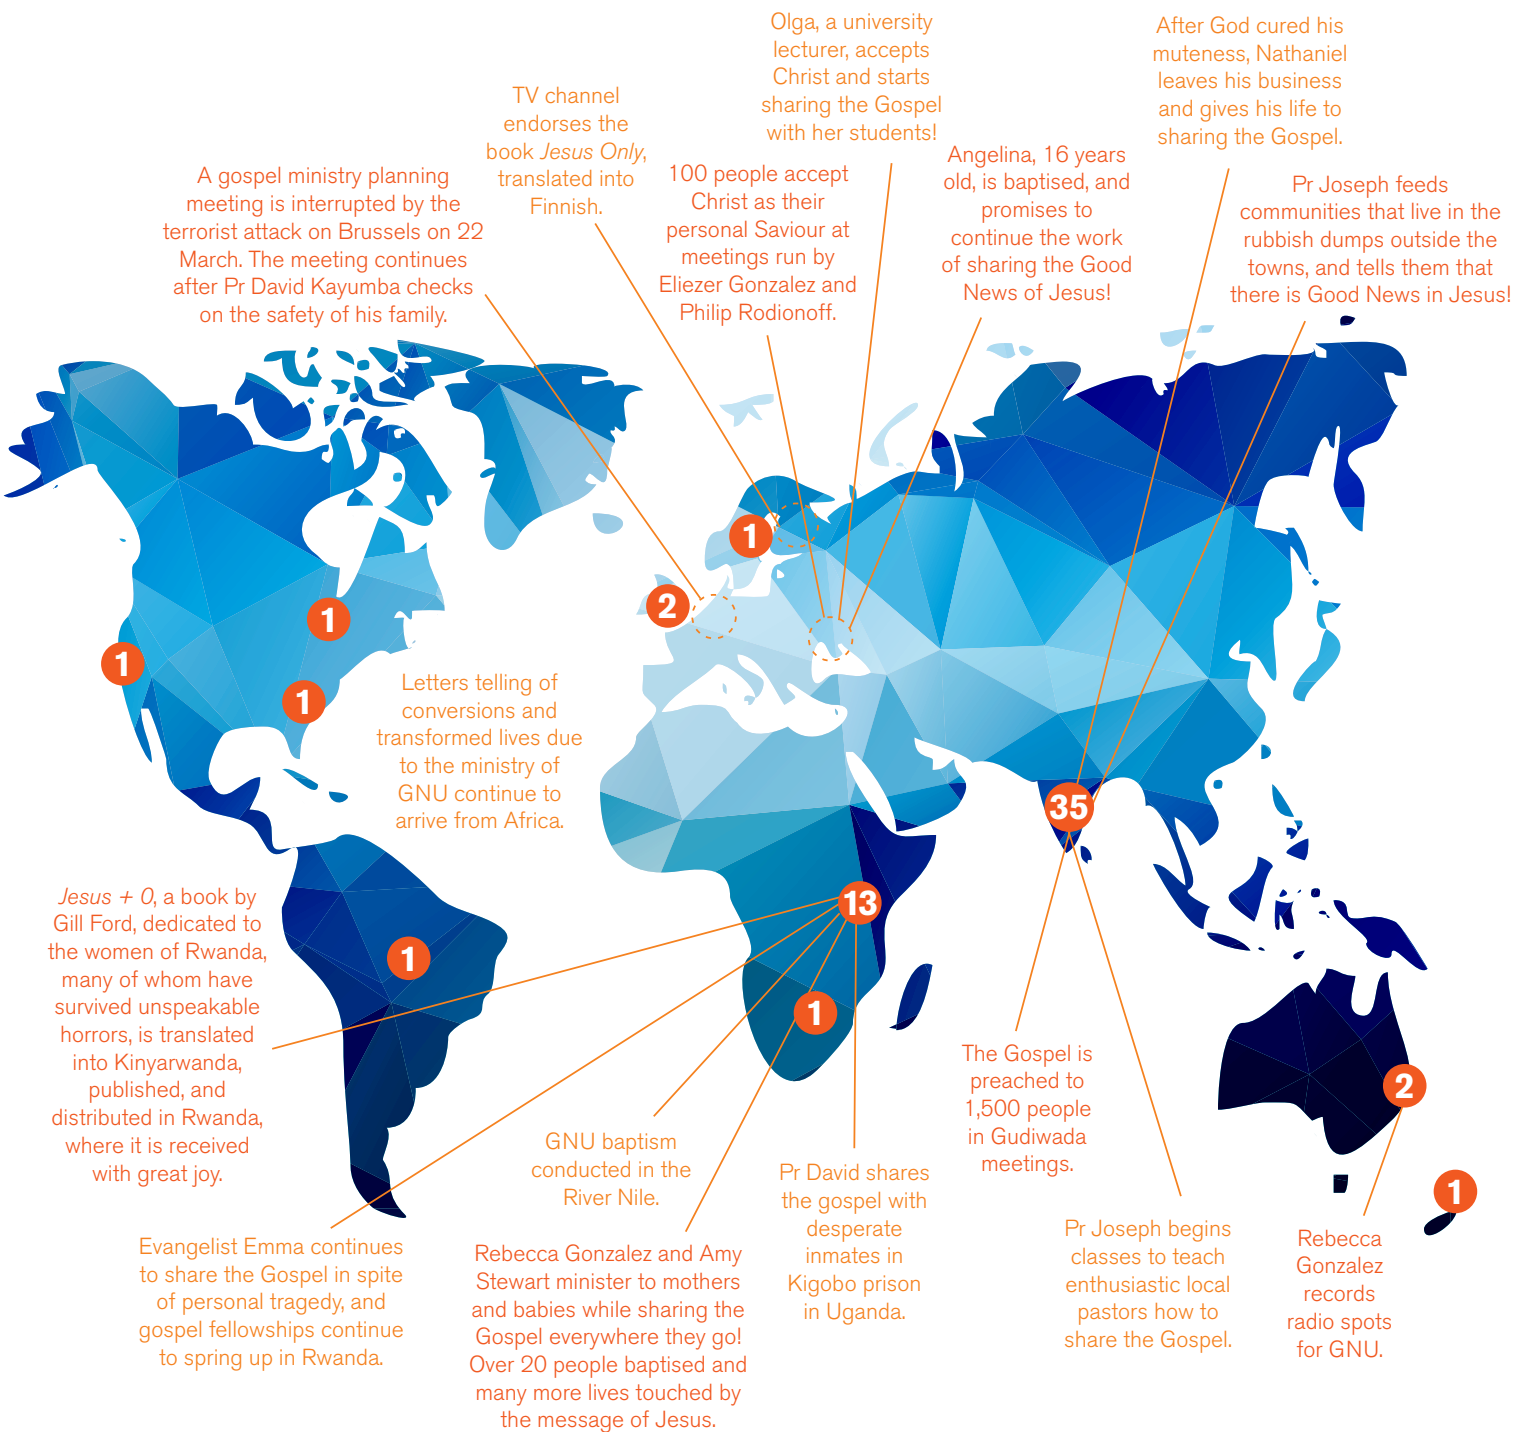 Olga, a university
lecturer, accepts
Christ and starts
sharing the Gospel
with her students!
After God cured his
muteness, Nathaniel
leaves his business
and gives his life to
sharing the Gospel.
TV channel
endorses the
book Jesus Only,
translated into
Finnish.
A gospel ministry planning
meeting is interrupted by the
terrorist attack on Brussels on 22
March. The meeting continues
after Pr David Kayumba checks
on the safety of his family.
100 people accept
Christ as their
personal Saviour at
meetings run by
Eliezer Gonzalez and
Philip Rodionoff.
Angelina, 16 years
old, is baptised, and
promises to
continue the work
of sharing the Good
News of Jesus!
Pr Joseph feeds
communities that live in the
rubbish dumps outside the
towns, and tells them that
there is Good News in Jesus!
1
2
1
1
1
Letters telling of
conversions and
transformed lives due
to the ministry of
GNU continue to
arrive from Africa.
35
13
1
1
2
1
Jesus + 0, a book by
Gill Ford, dedicated to
the women of Rwanda,
many of whom have
survived unspeakable
horrors, is translated
into Kinyarwanda,
published, and
distributed in Rwanda,
where it is received
with great joy.
The Gospel is
preached to
1,500 people
in Gudiwada
meetings.
GNU baptism
conducted in the
River Nile.
Pr David shares
the gospel with
desperate
inmates in
Kigobo prison
in Uganda.
Evangelist Emma continues
to share the Gospel in spite
of personal tragedy, and
gospel fellowships continue
to spring up in Rwanda.
Rebecca Gonzalez and Amy
Stewart minister to mothers
and babies while sharing the
Gospel everywhere they go!
Over 20 people baptised and
many more lives touched by
the message of Jesus.
Pr Joseph begins
classes to teach
enthusiastic local
pastors how to
share the Gospel.
Rebecca
Gonzalez
records
radio spots
for GNU.